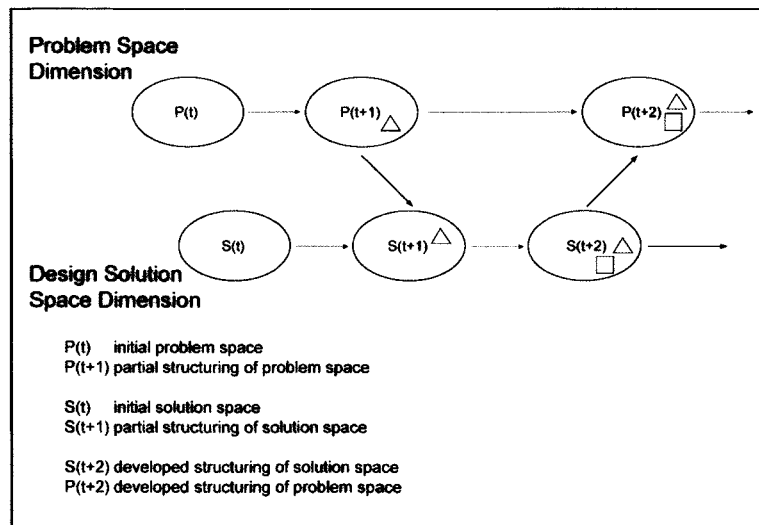 Problem Space
Dimension
P(t) P(t+1) P(t+2)
S(t) S(t+1) S(t+2)
Design Solution
Space Dimension
P(t) initial problem space
P(t+1) partial structuring of problem space
S(t) initial solution space
S(t+1) partial structuring of solution space
S(t+2) developed structuring of solution space
P(t+2) developed structuring of problem space